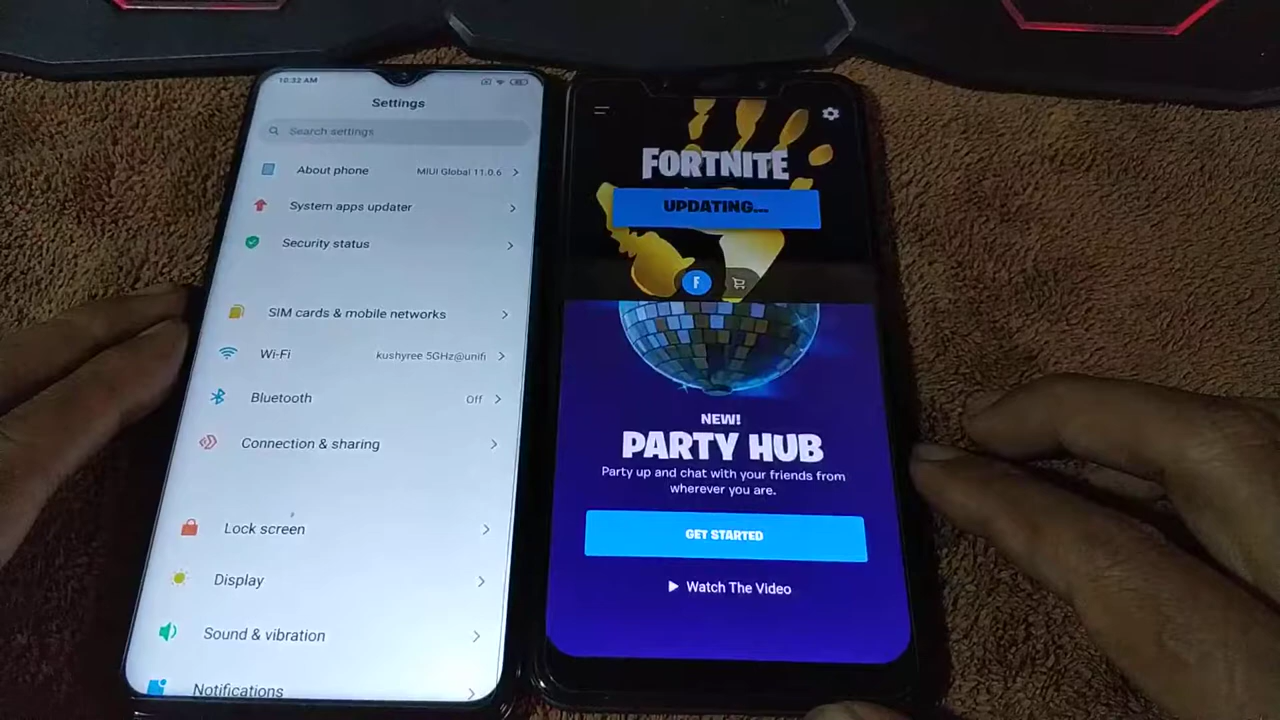 10:32 AM
Settings
Search settings
About phone MIUI Global 11.0.6
System apps updater
Security status
SIM cards & mobile networks
Wi-Fi kushyree 5GHz@unifi
Bluetooth Off
Connection & sharing
Lock screen
Display
Sound & vibration
Notifications
FORTNITE
UPDATING...
F
NEW!
PARTY HUB
Party up and chat with your friends from
wherever you are.
GET STARTED
Watch The Video